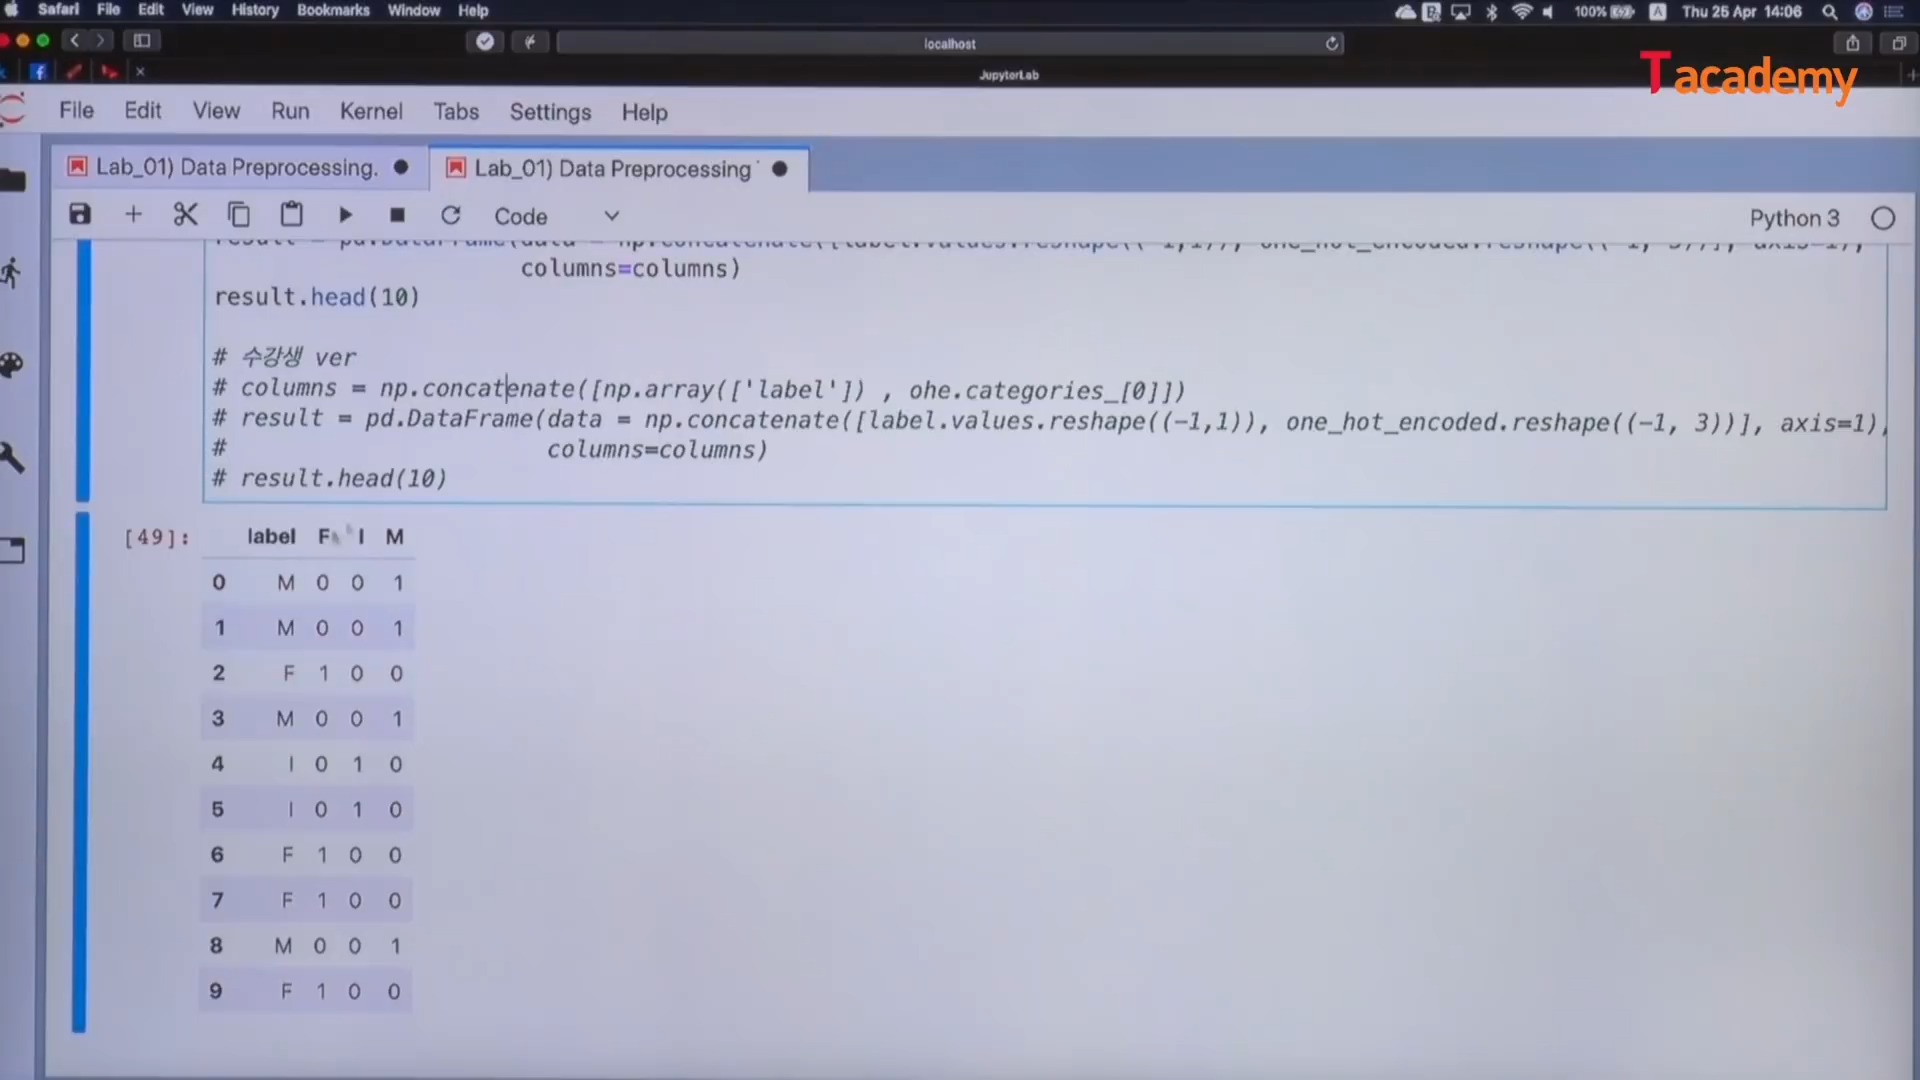 Safari File Edit View History Bookmarks Window Help
100% A Thu 25 Apr 14:06
localhost
JupyterLab
Tacademy
File Edit View Run Kernel Tabs Settings Help
Lab_01) Data Preprocessing. Lab_01) Data Preprocessing
Code Python 3
columns=columns)
result.head(10)
# 수강생 ver
# columns = np.concatenate([np.array(['label']) , ohe.categories_[0]])
# result = pd.DataFrame(data = np.concatenate([label.values.reshape((-1,1)), one_hot_encoded.reshape((-1, 3))], axis=1),
# columns=columns)
# result.head(10)
[49]: label F I M
0 M 0 0 1
1 M 0 0 1
2 F 1 0 0
3 M 0 0 1
4 I 0 1 0
5 I 0 1 0
6 F 1 0 0
7 F 1 0 0
8 M 0 0 1
9 F 1 0 0